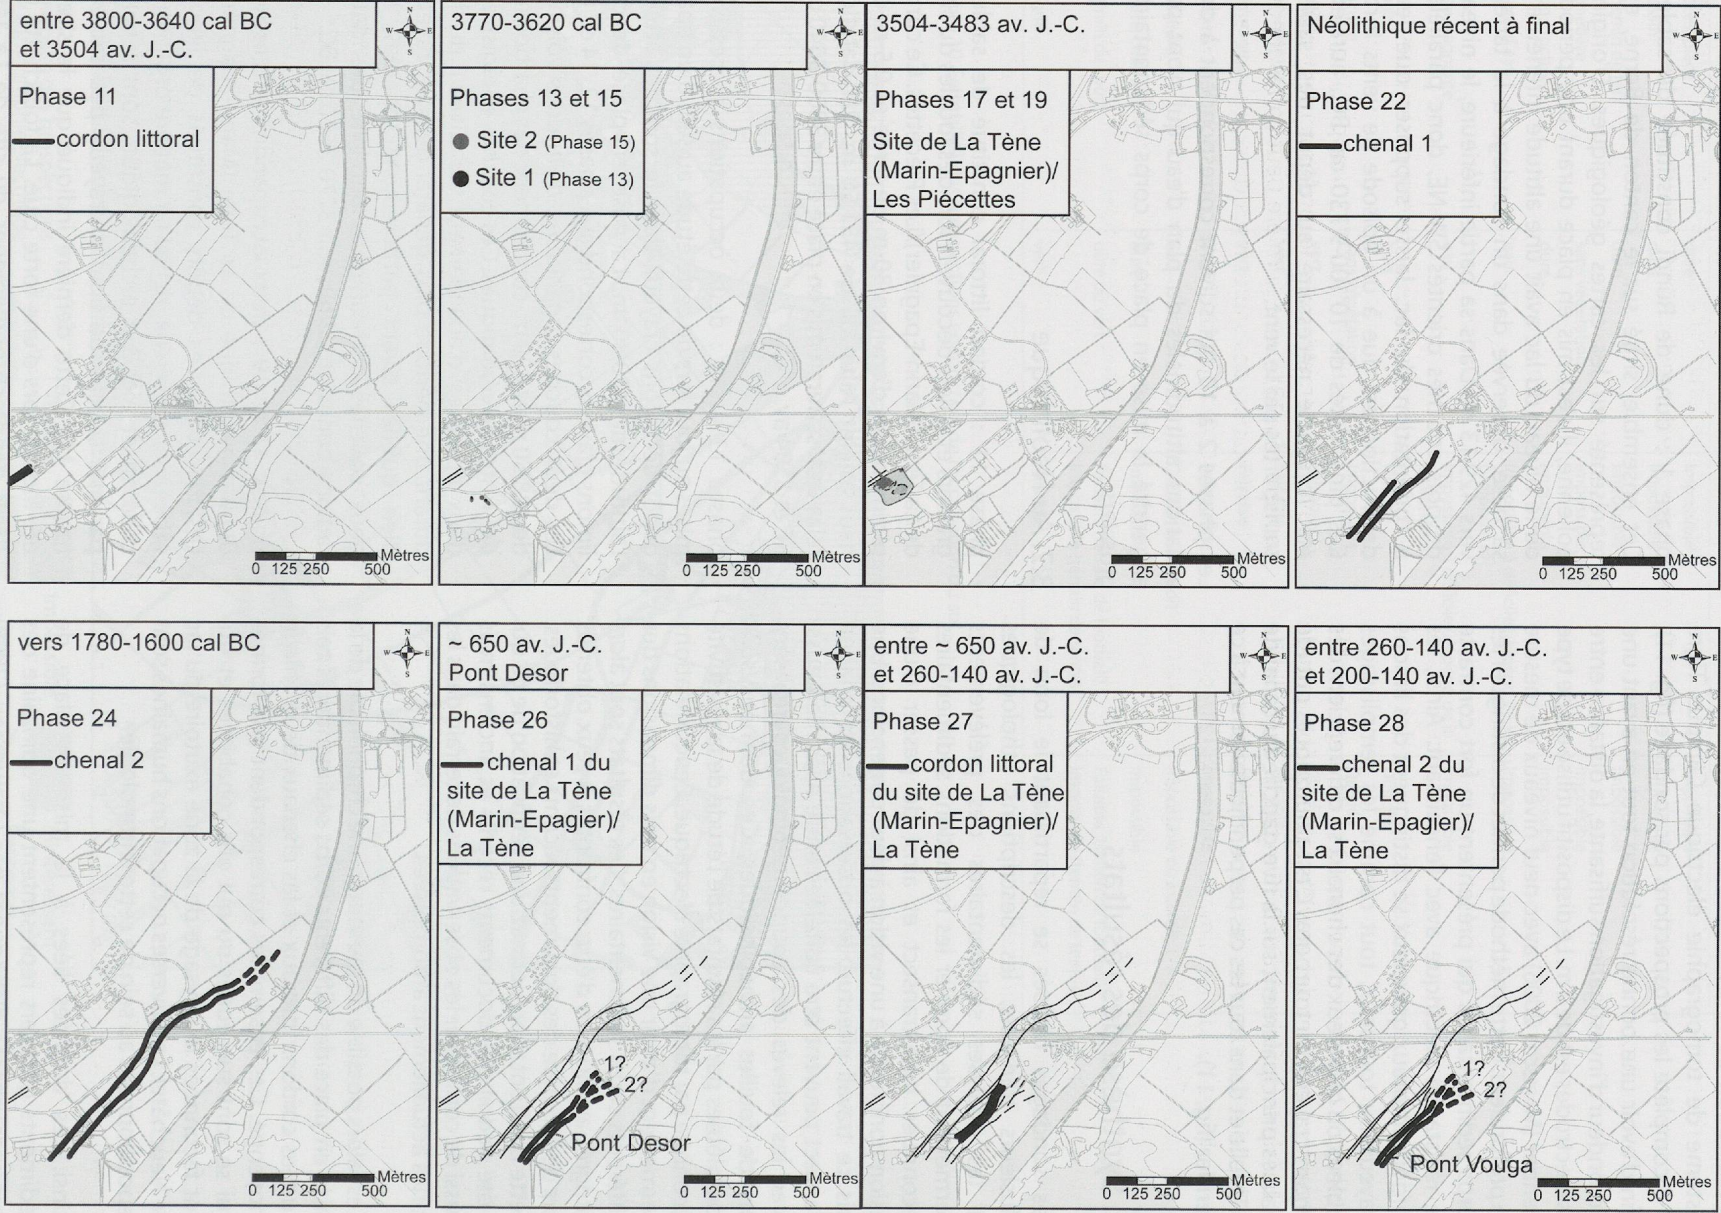 entre 3800-3640 cal BC
et 3504 av. J.-C.
N
W E
S
Phase 11
cordon littoral
Mètres
0 125 250 500
3770-3620 cal BC
N
W E
S
Phases 13 et 15
Site 2 (Phase 15)
Site 1 (Phase 13)
Mètres
0 125 250 500
3504-3483 av. J.-C.
N
W E
S
Phases 17 et 19
Site de La Tène
(Marin-Epagnier)/
Les Piécettes
Mètres
0 125 250 500
Néolithique récent à final
N
W E
S
Phase 22
chenal 1
Mètres
0 125 250 500
vers 1780-1600 cal BC
N
W E
S
Phase 24
chenal 2
Mètres
0 125 250 500
~ 650 av. J.-C.
Pont Desor
N
W E
S
Phase 26
chenal 1 du
site de La Tène
(Marin-Epagier)/
La Tène
1?
2?
Pont Desor
Mètres
0 125 250 500
entre ~ 650 av. J.-C.
et 260-140 av. J.-C.
N
W E
S
Phase 27
cordon littoral
du site de La Tène
(Marin-Epagnier)/
La Tène
Mètres
0 125 250 500
entre 260-140 av. J.-C.
et 200-140 av. J.-C.
N
W E
S
Phase 28
chenal 2 du
site de La Tène
(Marin-Epagier)/
La Tène
1?
2?
Pont Vouga
Mètres
0 125 250 500